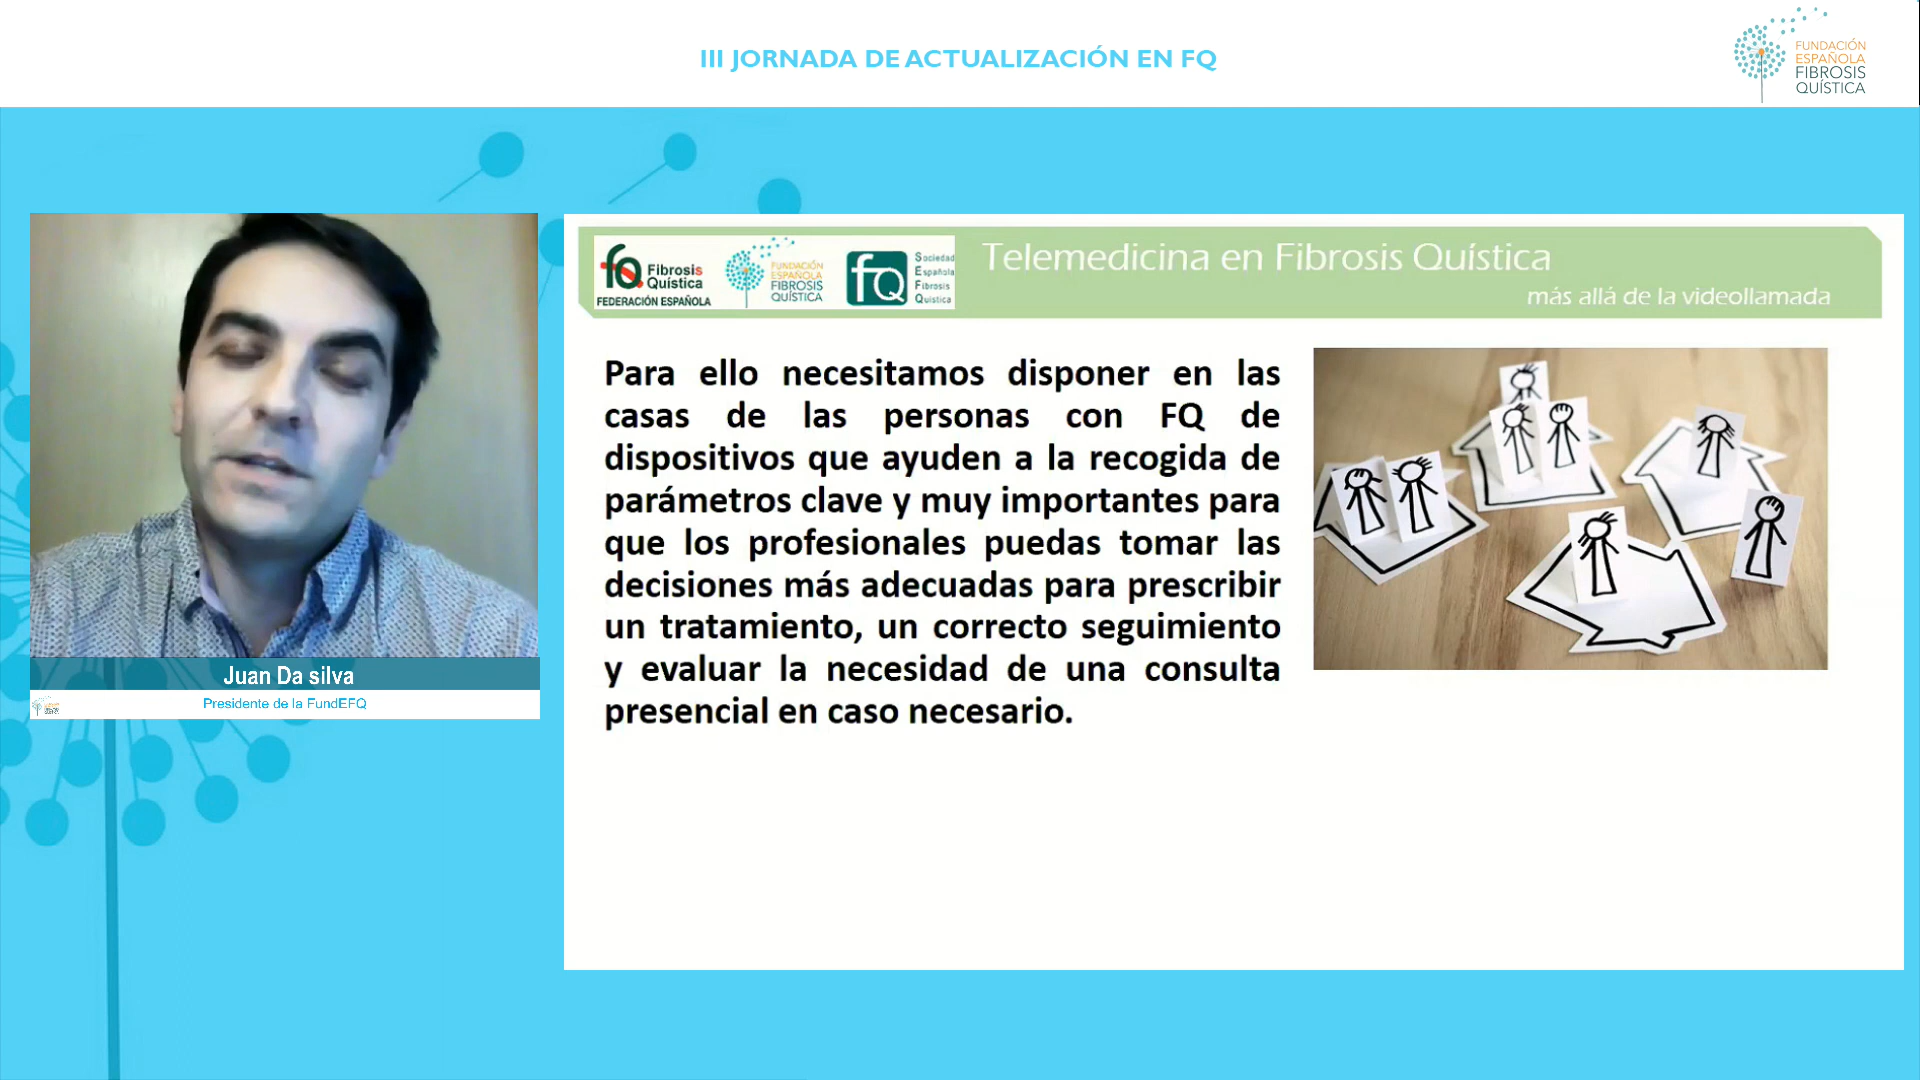 III JORNADA DE ACTUALIZACIÓN EN FQ
FUNDACIÓN
ESPAÑOLA
FIBROSIS
QUÍSTICA
fq Fibrosis
Quística
FEDERACIÓN ESPAÑOLA
FUNDACIÓN
ESPAÑOLA
FIBROSIS
QUÍSTICA
fQ
Sociedad
Española
Fibrosis
Quística
Telemedicina en Fibrosis Quística
más allá de la videollamada
Para ello necesitamos disponer en las
casas de las personas con FQ de
dispositivos que ayuden a la recogida de
parámetros clave y muy importantes para
que los profesionales puedas tomar las
decisiones más adecuadas para prescribir
un tratamiento, un correcto seguimiento
y evaluar la necesidad de una consulta
presencial en caso necesario.
Juan Da silva
Presidente de la FundEFQ